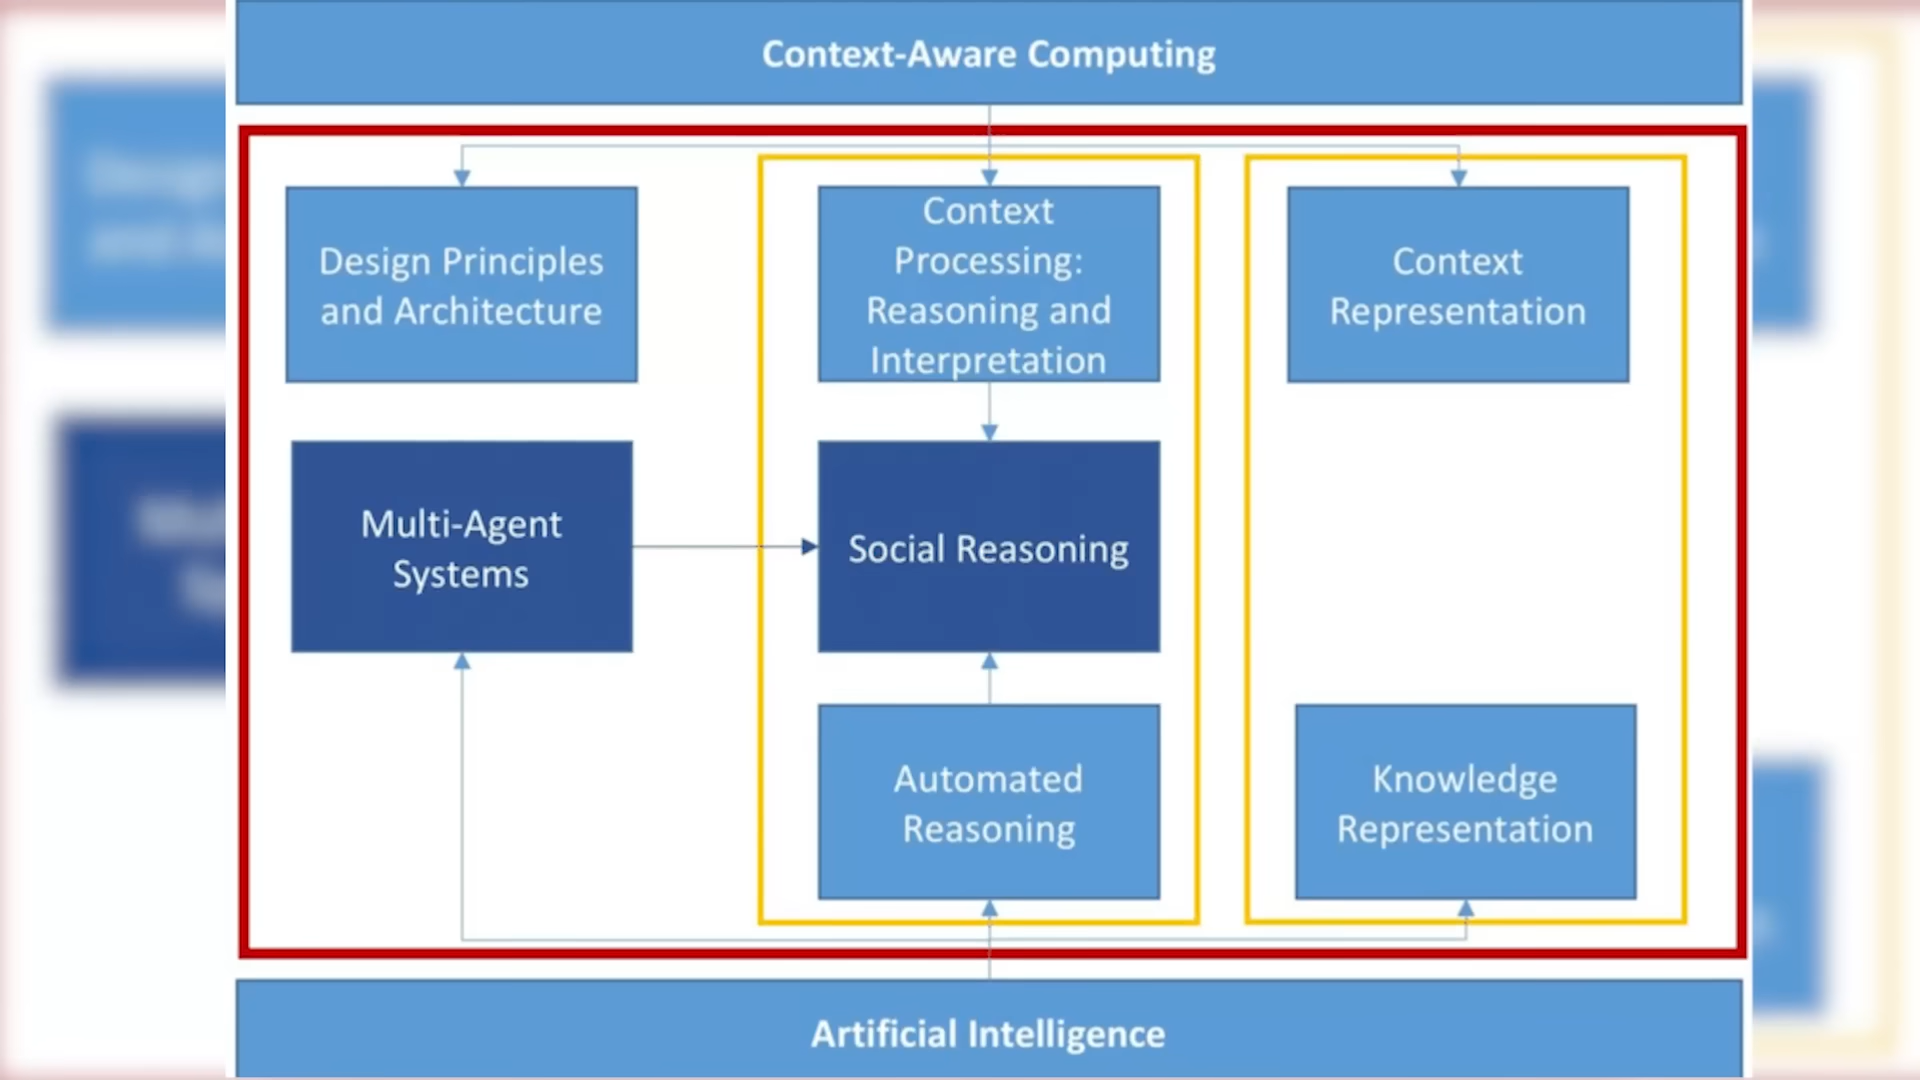 Context-Aware Computing
Design Principles
and Architecture
Context
Processing:
Reasoning and
Interpretation
Context
Representation
Multi-Agent
Systems
Social Reasoning
Automated
Reasoning
Knowledge
Representation
Artificial Intelligence